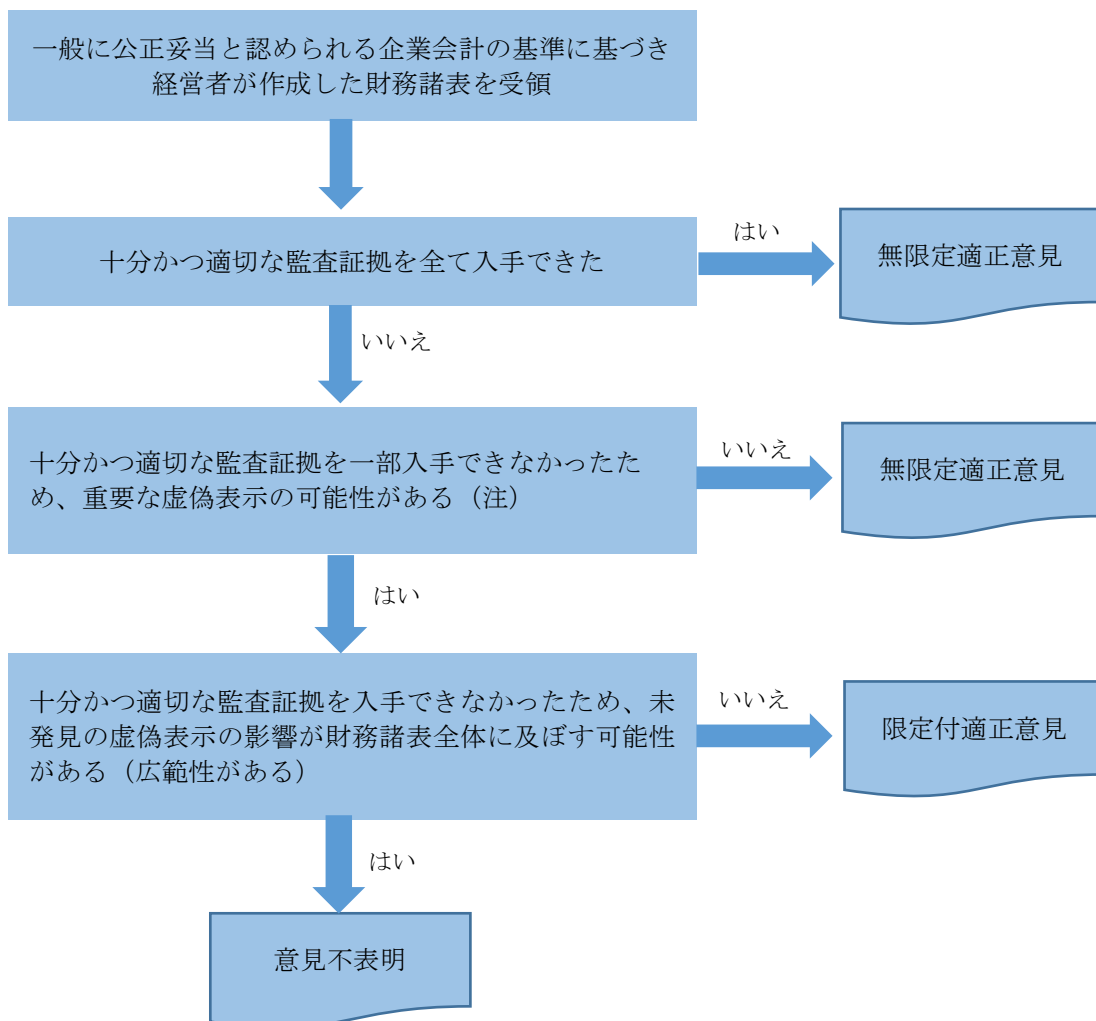 一般に公正妥当と認められる企業会計の基準に基づき
経営者が作成した財務諸表を受領
十分かつ適切な監査証拠を全て入手できた
はい
無限定適正意見
いいえ
十分かつ適切な監査証拠を一部入手できなかったた
め、重要な虚偽表示の可能性がある（注）
いいえ
無限定適正意見
はい
十分かつ適切な監査証拠を入手できなかったため、未
発見の虚偽表示の影響が財務諸表全体に及ぼす可能性
がある（広範性がある）
いいえ
限定付適正意見
はい
意見不表明